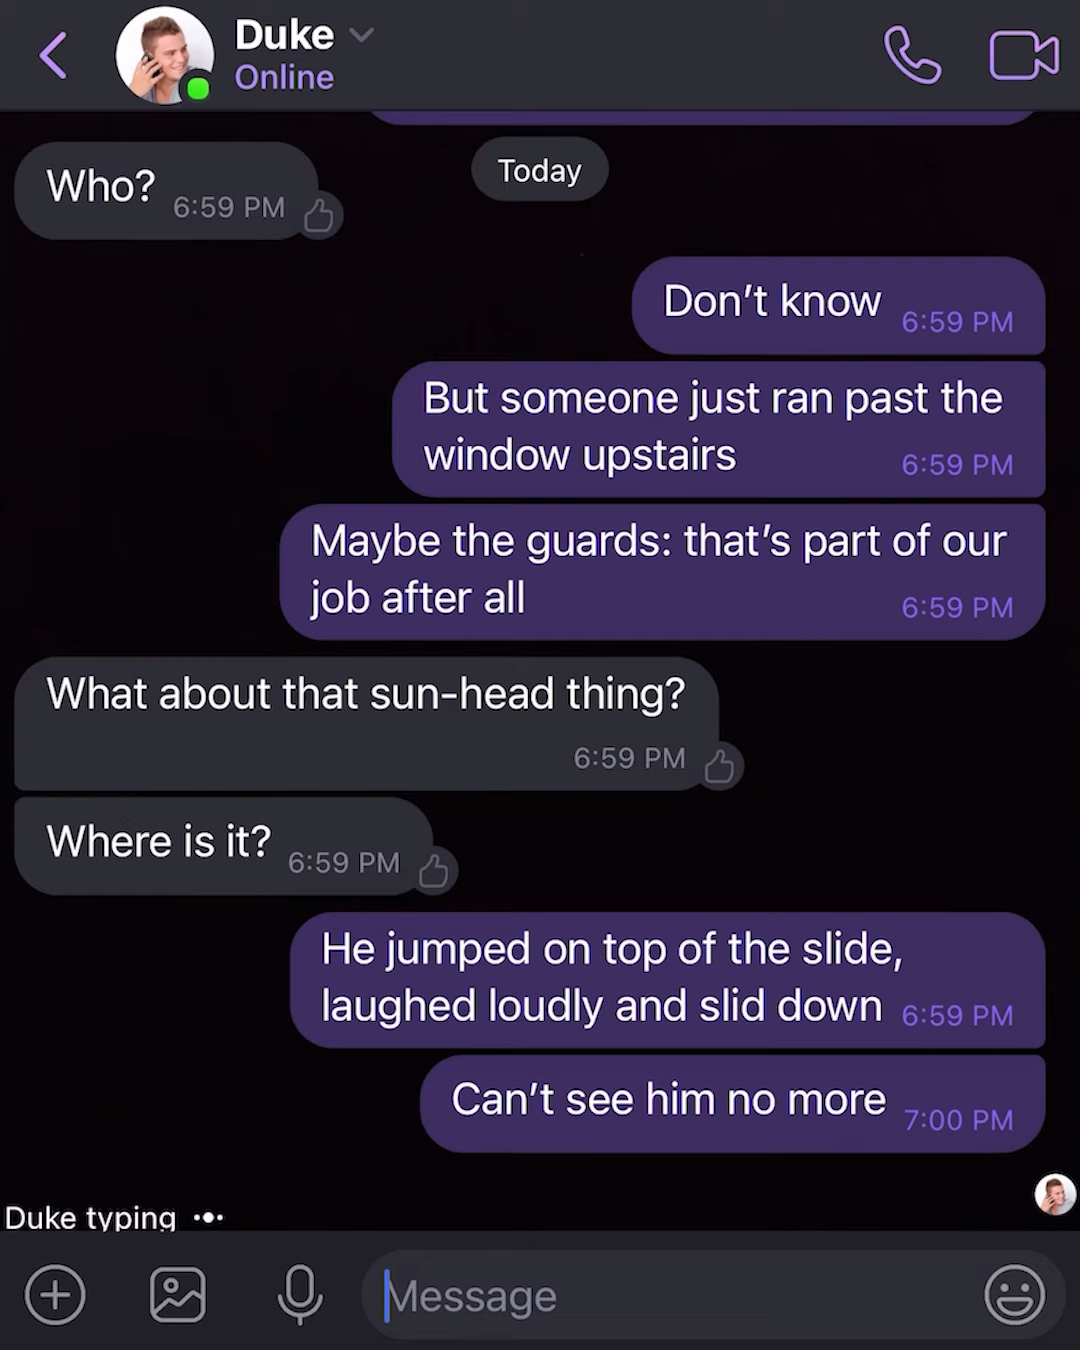 Duke
Online
Today
Who?
6:59 PM
Don't know
6:59 PM
But someone just ran past the
window upstairs
6:59 PM
Maybe the guards: that's part of our
job after all
6:59 PM
What about that sun-head thing?
6:59 PM
Where is it?
6:59 PM
He jumped on top of the slide,
laughed loudly and slid down
6:59 PM
Can't see him no more
7:00 PM
Duke typing
Message